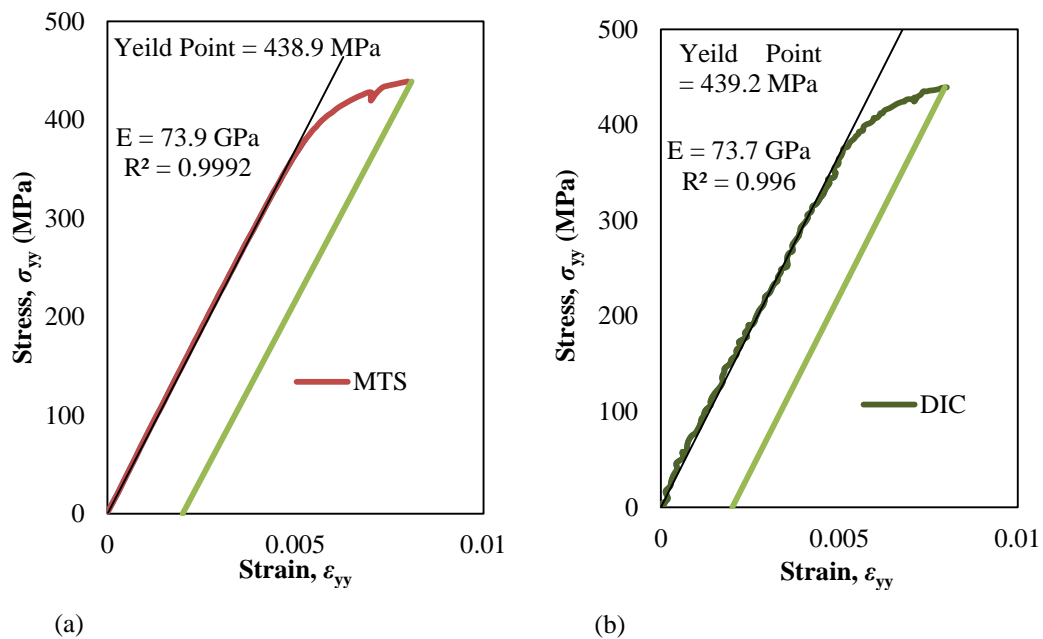 Yeild Point = 438.9 MPa
E = 73.9 GPa
R² = 0.9992
MTS
500
400
300
200
100
0
0
0.005
0.01
Stress, σyy (MPa)
Strain, εyy
(a)
Yeild Point
= 439.2 MPa
E = 73.7 GPa
R² = 0.996
DIC
500
400
300
200
100
0
0
0.005
0.01
Stress, σyy (MPa)
Strain, εyy
(b)